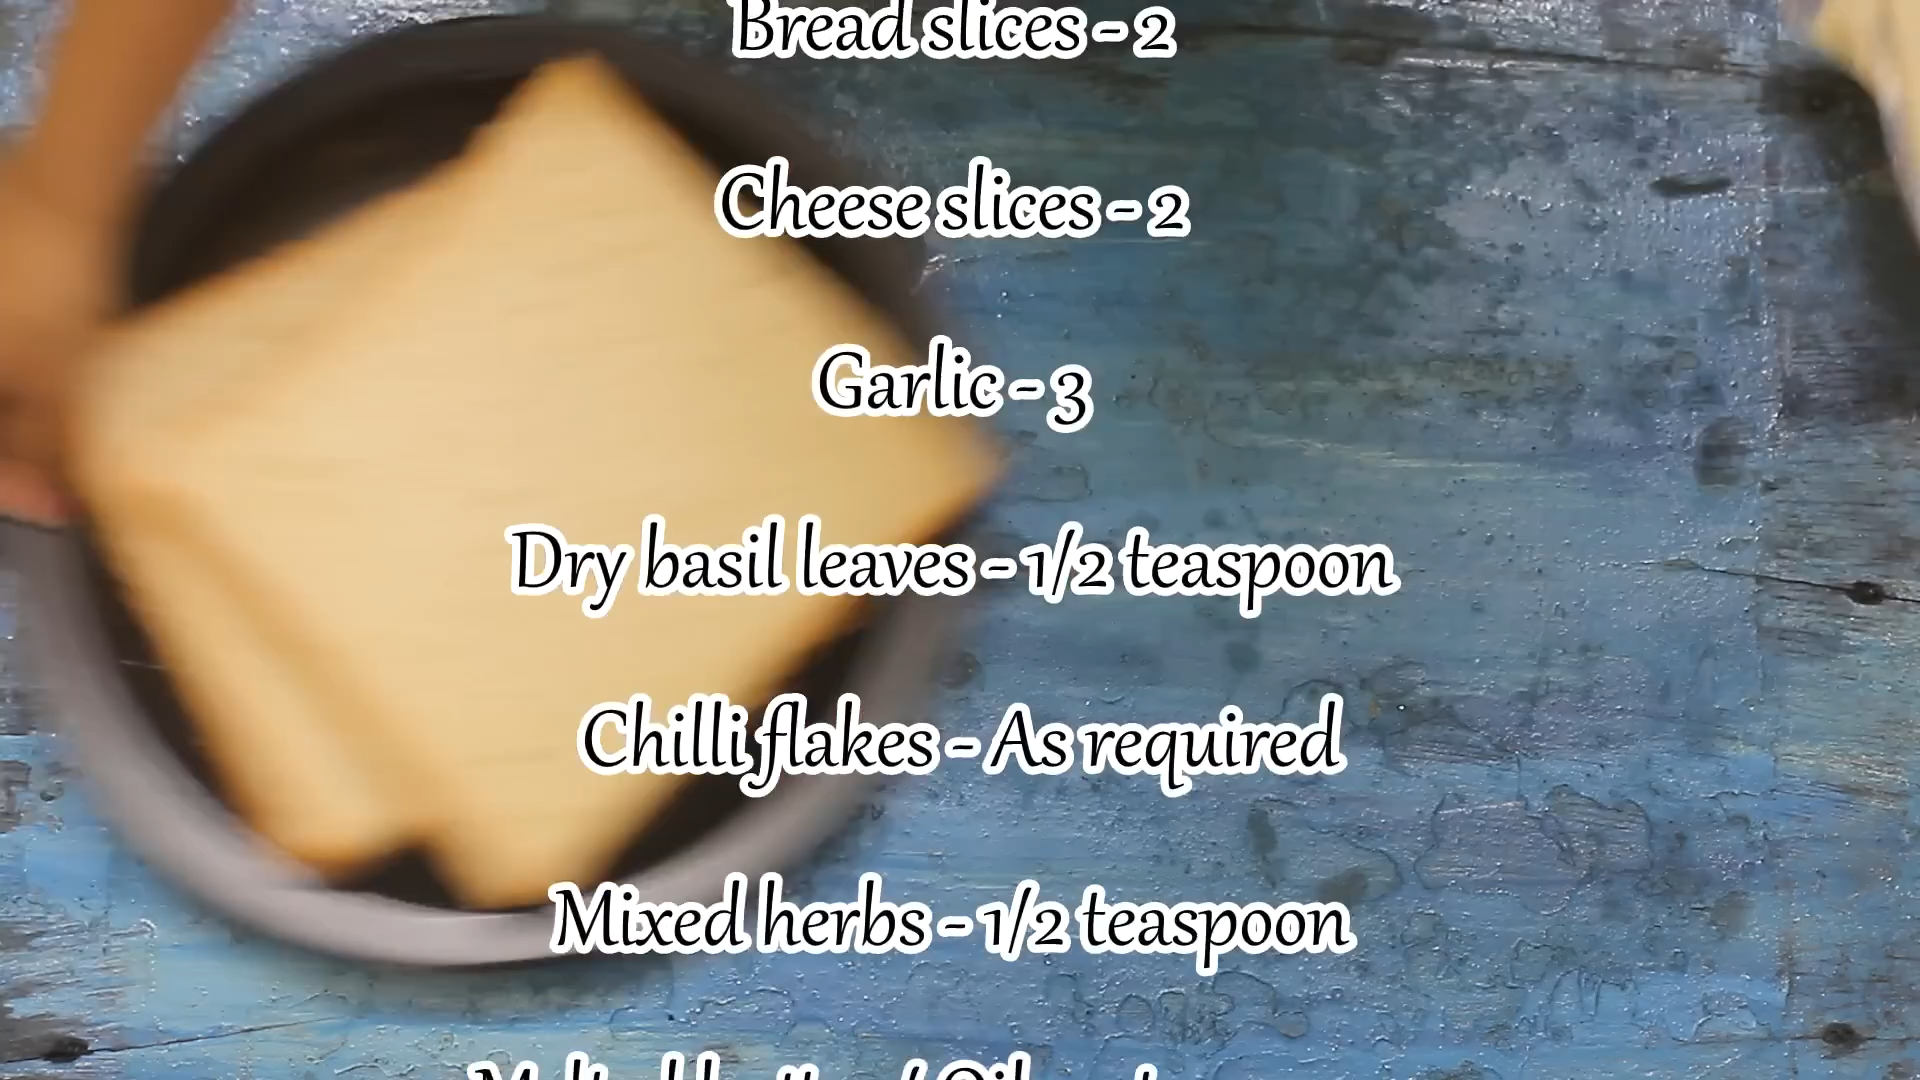 Bread slices - 2
Cheese slices - 2
Garlic - 3
Dry basil leaves - 1/2 teaspoon
Chilli flakes - As required
Mixed herbs - 1/2 teaspoon